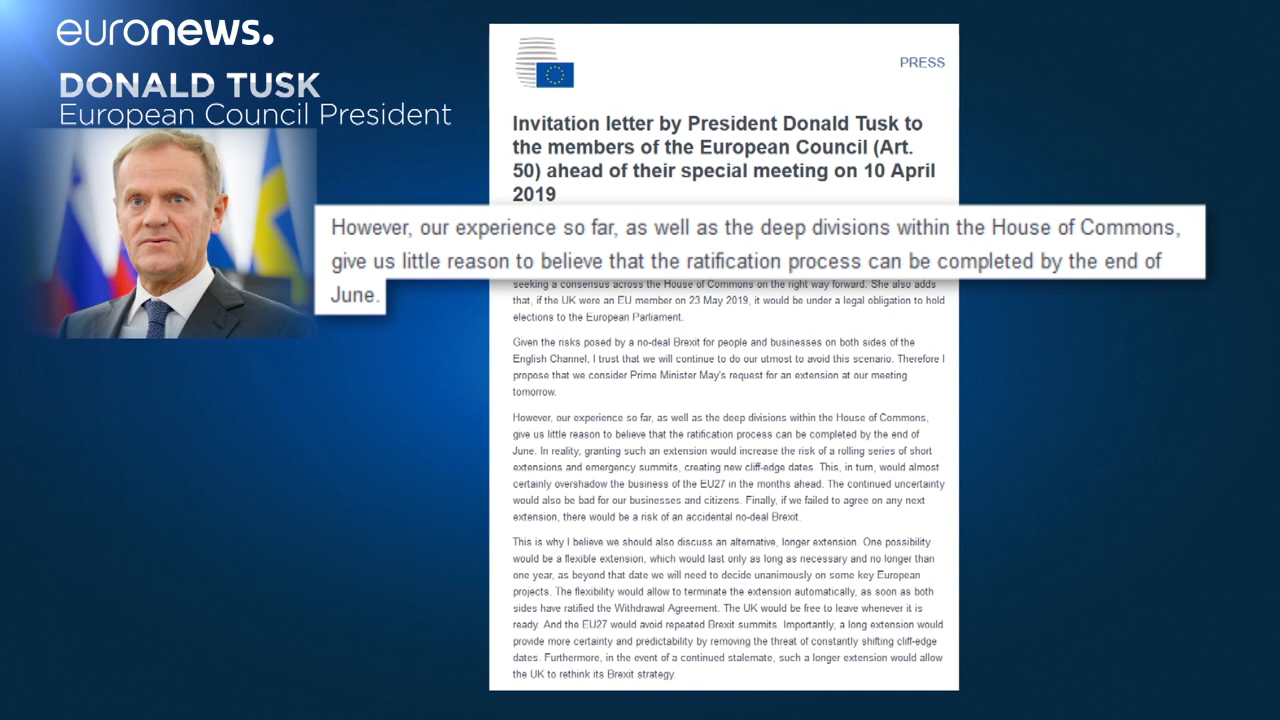 euronews.
DONALD TUSK
European Council President
PRESS
Invitation letter by President Donald Tusk to
the members of the European Council (Art.
50) ahead of their special meeting on 10 April
2019
However, our experience so far, as well as the deep divisions within the House of Commons,
give us little reason to believe that the ratification process can be completed by the end of
June.
seeking a consensus across the House of Commons on the right way forward. She also adds
that, if the UK were an EU member on 23 May 2019, it would be under a legal obligation to hold
elections to the European Parliament.
Given the risks posed by a no-deal Brexit for people and businesses on both sides of the
English Channel, I trust that we will continue to do our utmost to avoid this scenario. Therefore I
propose that we consider Prime Minister May's request for an extension at our meeting
tomorrow.
However, our experience so far, as well as the deep divisions within the House of Commons,
give us little reason to believe that the ratification process can be completed by the end of
June. In reality, granting such an extension would increase the risk of a rolling series of short
extensions and emergency summits, creating new cliff-edge dates. This, in turn, would almost
certainly overshadow the business of the EU27 in the months ahead. The continued uncertainty
would also be bad for our businesses and citizens. Finally, if we failed to agree on any next
extension, there would be a risk of an accidental no-deal Brexit.
This is why I believe we should also discuss an alternative, longer extension. One possibility
would be a flexible extension, which would last only as long as necessary and no longer than
one year, as beyond that date we will need to decide unanimously on some key European
projects. The flexibility would allow to terminate the extension automatically, as soon as both
sides have ratified the Withdrawal Agreement. The UK would be free to leave whenever it is
ready. And the EU27 would avoid repeated Brexit summits. Importantly, a long extension would
provide more certainty and predictability by removing the threat of constantly shifting cliff-edge
dates. Furthermore, in the event of a continued stalemate, such a longer extension would allow
the UK to rethink its Brexit strategy.